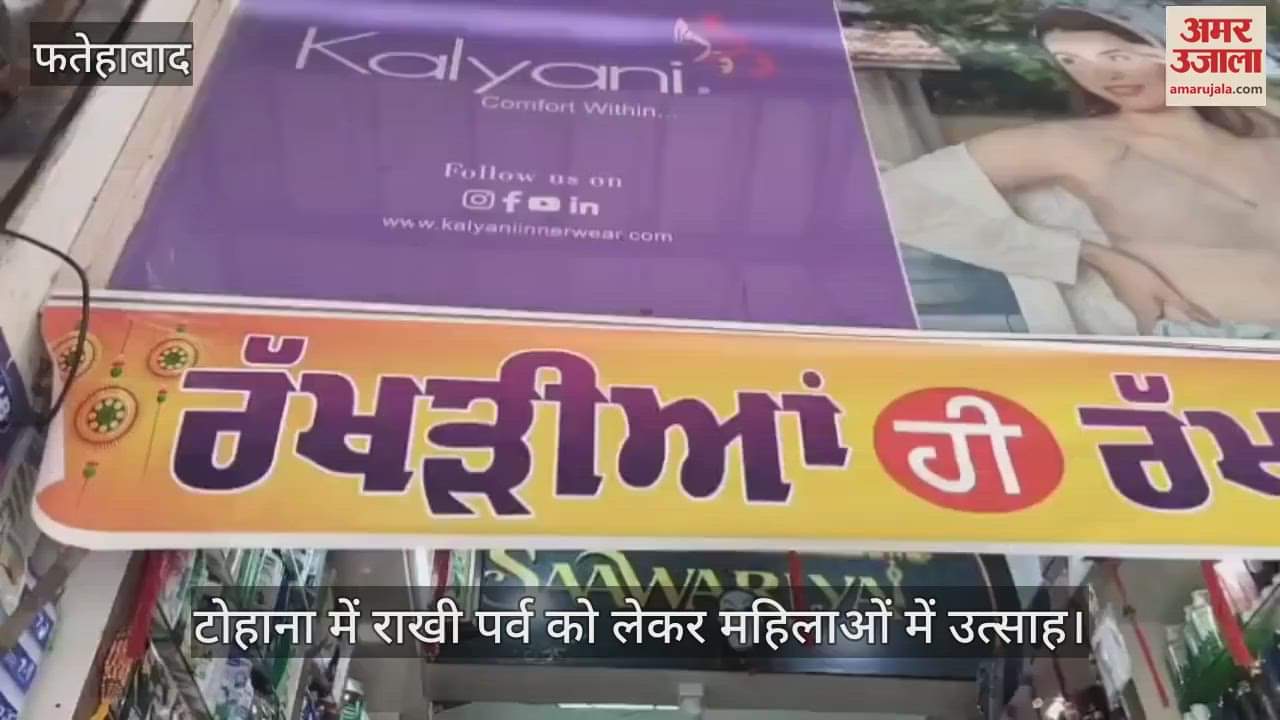 फतेहाबाद
अमर
उजाला
amarujala.com
Kalyani.
Comfort Within...
Follow us on
www.kalyaniinnerwear.com
ਰੱਖੜੀਆਂ ਹੀ
SAAWARIYA
टोहाना में राखी पर्व को लेकर महिलाओं में उत्साह।